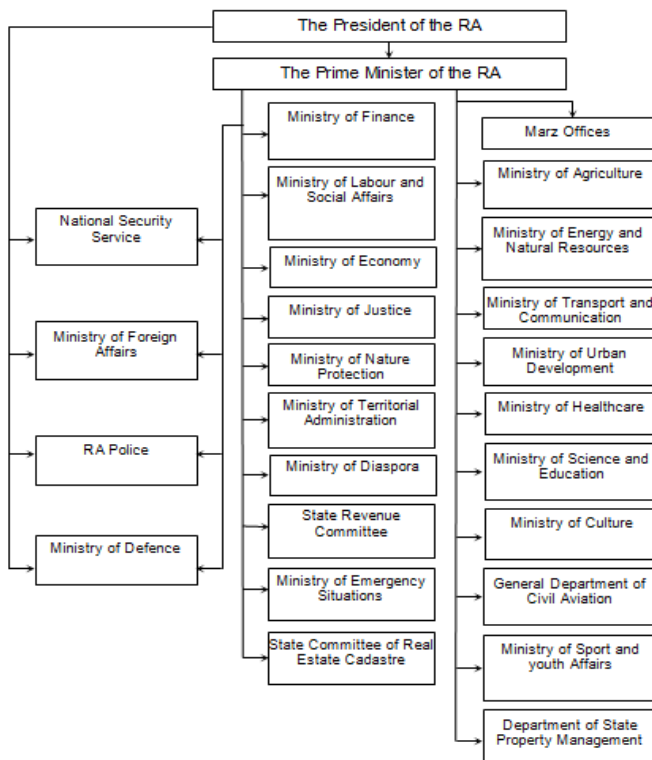 The President of the RA
The Prime Minister of the RA
National Security
Service
Ministry of Foreign
Affairs
RA Police
Ministry of Defence
Ministry of Finance
Ministry of Labour and
Social Affairs
Ministry of Economy
Ministry of Justice
Ministry of Nature
Protection
Ministry of Territorial
Administration
Ministry of Diaspora
State Revenue
Committee
Ministry of Emergency
Situations
State Committee of Real
Estate Cadastre
Marz Offices
Ministry of Agriculture
Ministry of Energy and
Natural Resources
Ministry of Transport and
Communication
Ministry of Urban
Development
Ministry of Healthcare
Ministry of Science and
Education
Ministry of Culture
General Department of
Civil Aviation
Ministry of Sport and
youth Affairs
Department of State
Property Management